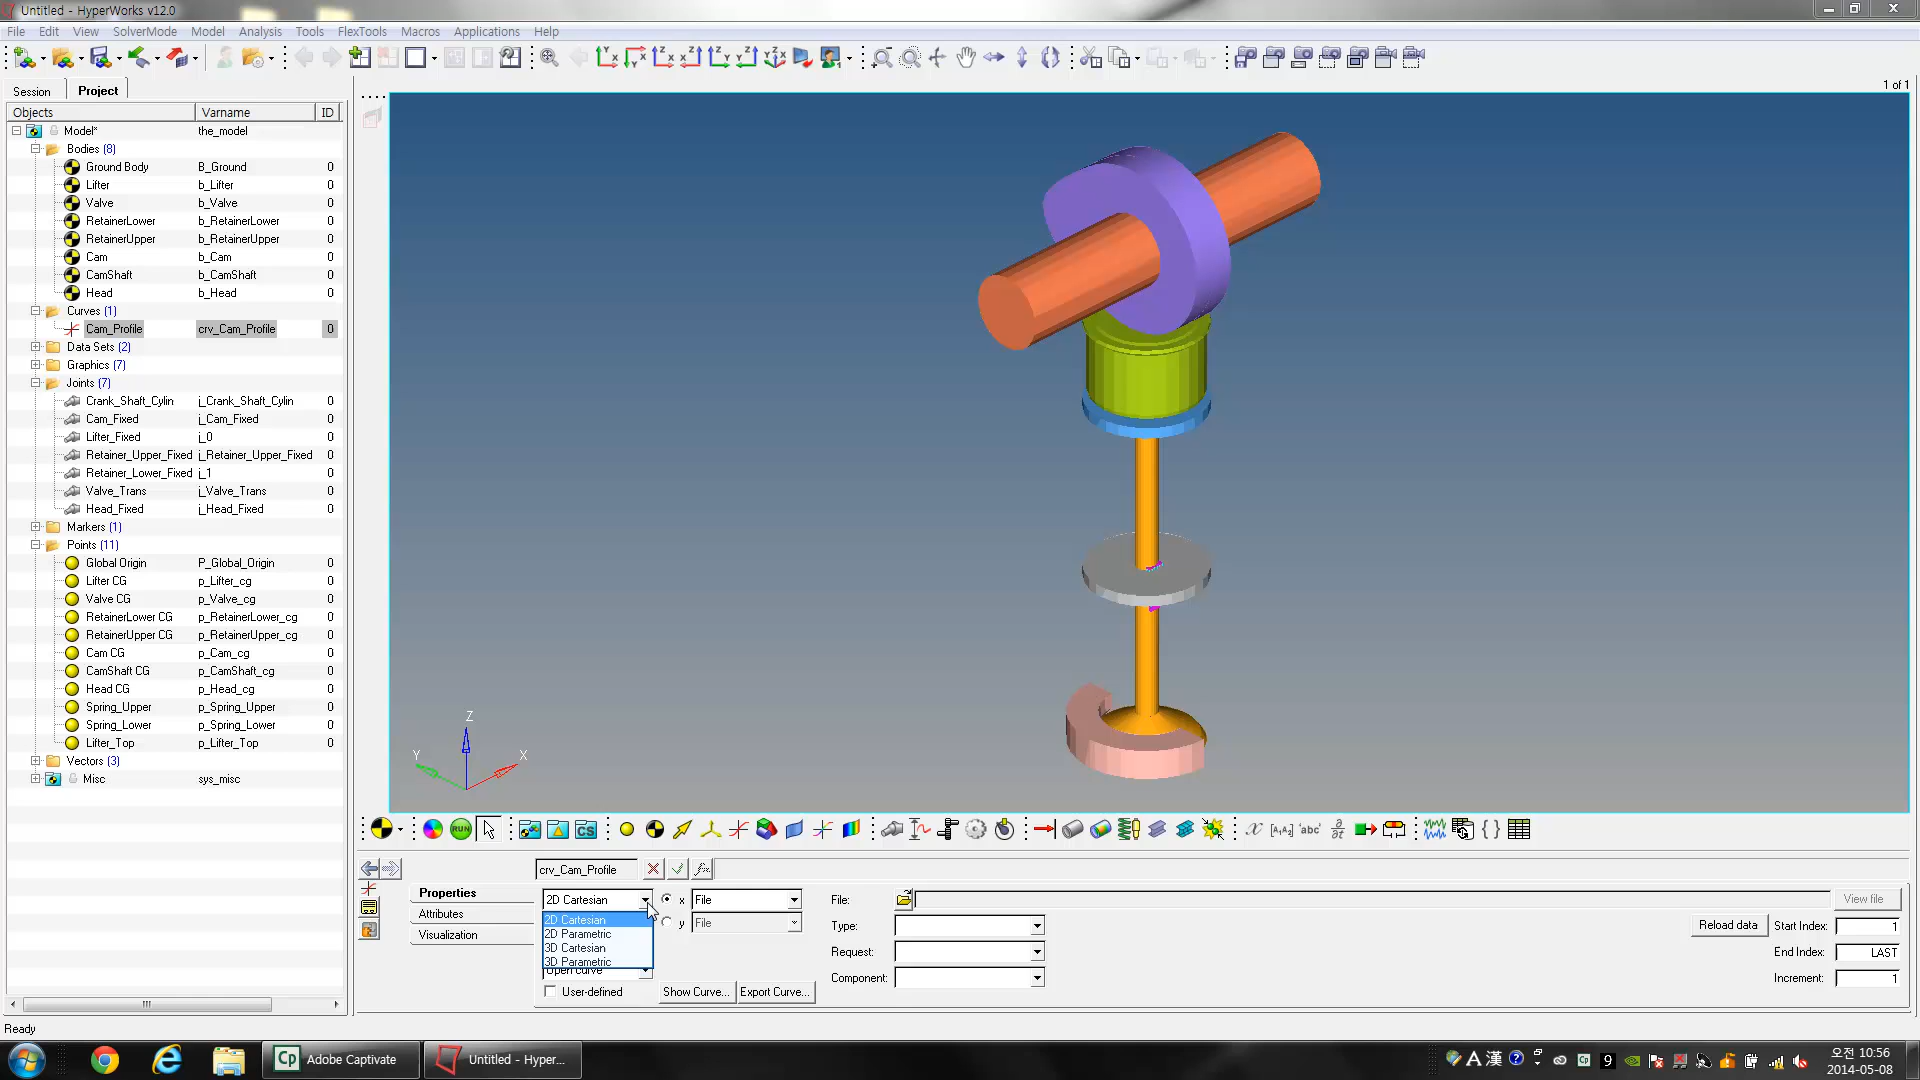 Untitled - HyperWorks v12.0
File Edit View SolverMode Model Analysis Tools FlexTools Macros Applications Help
Session Project
1 of 1
Objects Varname ID
Model* the_model
Bodies (8)
Ground Body B_Ground 0
Lifter b_Lifter 0
Valve b_Valve 0
RetainerLower b_RetainerLower 0
RetainerUpper b_RetainerUpper 0
Cam b_Cam 0
CamShaft b_CamShaft 0
Head b_Head 0
Curves (1)
Cam_Profile crv_Cam_Profile 0
Data Sets (2)
Graphics (7)
Joints (7)
Crank_Shaft_Cylin j_Crank_Shaft_Cylin 0
Cam_Fixed j_Cam_Fixed 0
Lifter_Fixed j_0 0
Retainer_Upper_Fixed j_Retainer_Upper_Fixed 0
Retainer_Lower_Fixed j_1 0
Valve_Trans j_Valve_Trans 0
Head_Fixed j_Head_Fixed 0
Markers (1)
Points (11)
Global Origin P_Global_Origin 0
Lifter CG p_Lifter_cg 0
Valve CG p_Valve_cg 0
RetainerLower CG p_RetainerLower_cg 0
RetainerUpper CG p_RetainerUpper_cg 0
Cam CG p_Cam_cg 0
CamShaft CG p_CamShaft_cg 0
Head CG p_Head_cg 0
Spring_Upper p_Spring_Upper 0
Spring_Lower p_Spring_Lower 0
Lifter_Top p_Lifter_Top 0
Vectors (3)
Misc sys_misc
Z
Y X
RUN CS 'abc'
crv_Cam_Profile fx
Properties
Attributes
Visualization
2D Cartesian
2D Cartesian
2D Parametric
3D Cartesian
3D Parametric
Open curve
User-defined
x File
y File
Show Curve... Export Curve...
File: View file
Type: Reload data Start Index: 1
Request: End Index: LAST
Component: Increment: 1
Ready
Cp Adobe Captivate
Untitled - Hyper...
A 漢
오전 10:56
2014-05-08